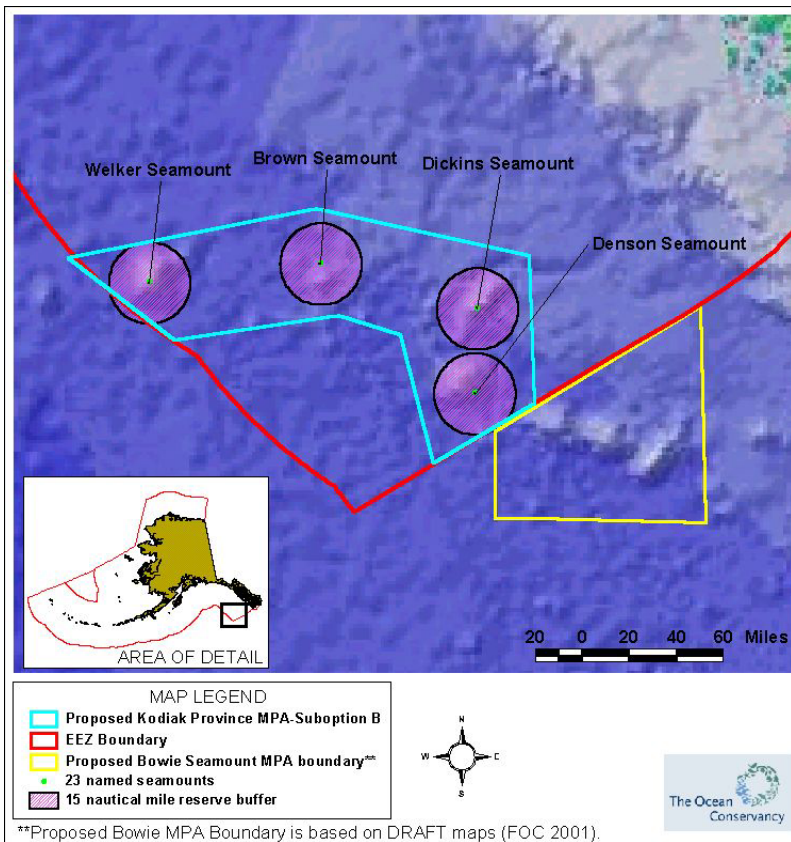 Welker Seamount
Brown Seamount
Dickins Seamount
Denson Seamount
AREA OF DETAIL
20 0 20 40 60 Miles
MAP LEGEND
Proposed Kodiak Province MPA-Suboption B
EEZ Boundary
Proposed Bowie Seamount MPA boundary**
23 named seamounts
15 nautical mile reserve buffer
N
W E
S
The Ocean
Conservancy
**Proposed Bowie MPA Boundary is based on DRAFT maps (FOC 2001).